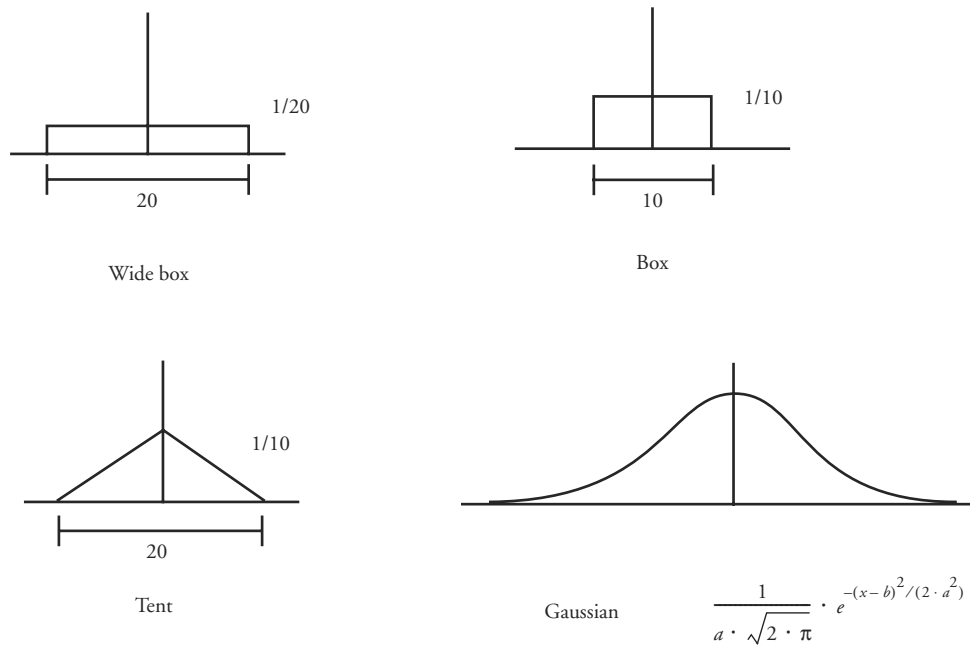 1/20
20
Wide box
1/10
10
Box
1/10
20
Tent
Gaussian
1 / (a · √(2 · π)) · e^(-(x – b)^2/(2 · a^2))